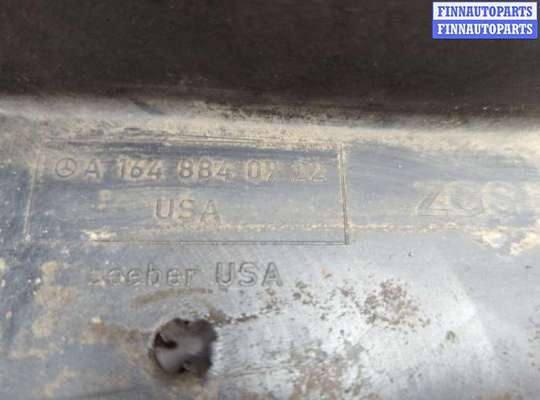 FINNAUTOPARTS
FINNAUTOPARTS
A 164 884 07 22
USA
seeber USA